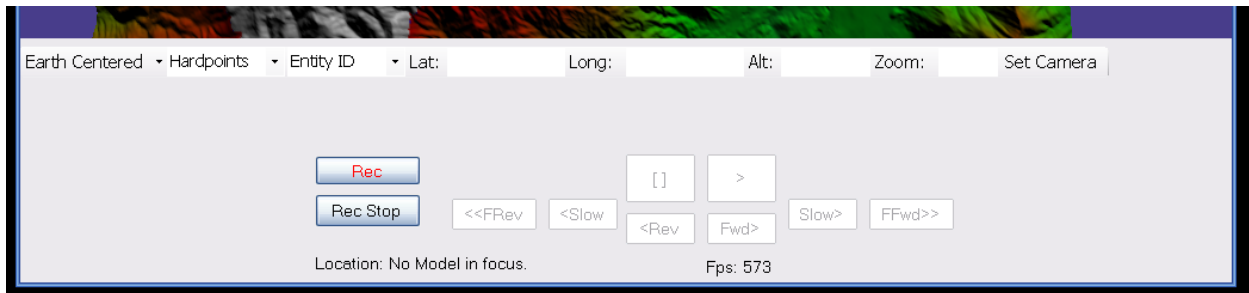 Earth Centered Hardpoints Entity ID Lat: Long: Alt: Zoom: Set Camera
Rec [ ] >
Rec Stop <<FRev <Slow <Rev Fwd> Slow> FFwd>>
Location: No Model in focus. Fps: 573